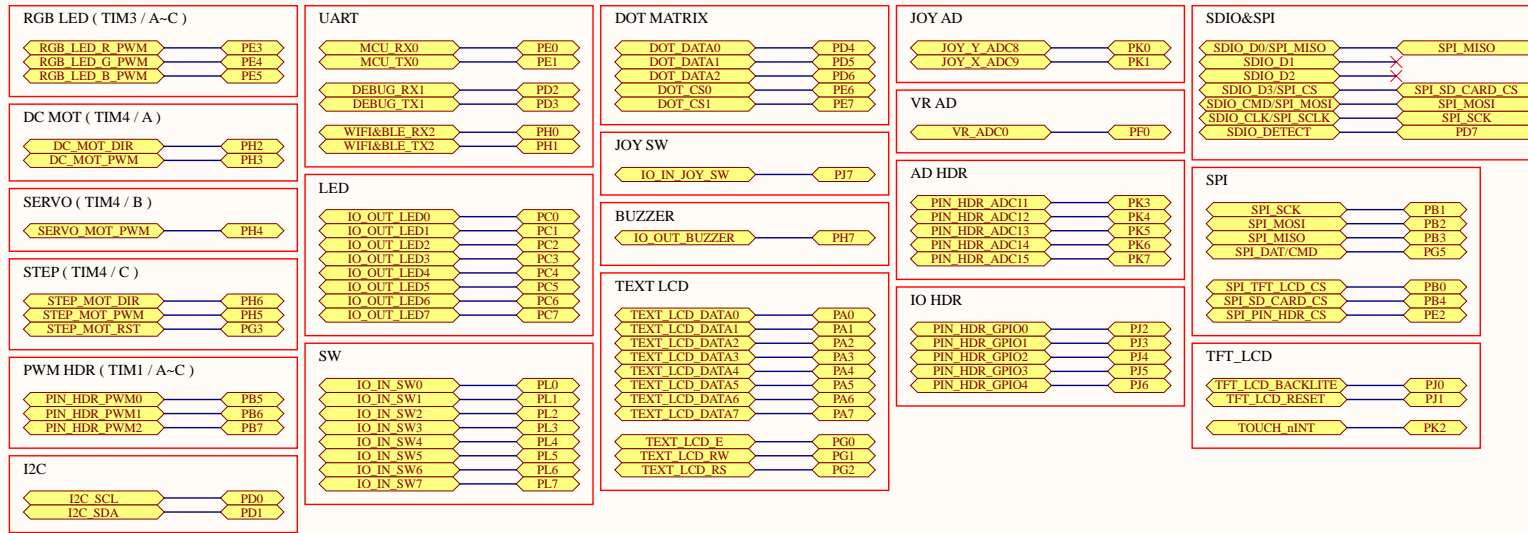 RGB LED ( TIM3 / A~C )
RGB_LED_R_PWM PE3
RGB_LED_G_PWM PE4
RGB_LED_B_PWM PE5
DC MOT ( TIM4 / A )
DC_MOT_DIR PH2
DC_MOT_PWM PH3
SERVO ( TIM4 / B )
SERVO_MOT_PWM PH4
STEP ( TIM4 / C )
STEP_MOT_DIR PH6
STEP_MOT_PWM PH5
STEP_MOT_RST PG3
PWM HDR ( TIM1 / A~C )
PIN_HDR_PWM0 PB5
PIN_HDR_PWM1 PB6
PIN_HDR_PWM2 PB7
I2C
I2C_SCL PD0
I2C_SDA PD1
UART
MCU_RX0 PE0
MCU_TX0 PE1
DEBUG_RX1 PD2
DEBUG_TX1 PD3
WIFI&BLE_RX2 PH0
WIFI&BLE_TX2 PH1
LED
IO_OUT_LED0 PC0
IO_OUT_LED1 PC1
IO_OUT_LED2 PC2
IO_OUT_LED3 PC3
IO_OUT_LED4 PC4
IO_OUT_LED5 PC5
IO_OUT_LED6 PC6
IO_OUT_LED7 PC7
SW
IO_IN_SW0 PL0
IO_IN_SW1 PL1
IO_IN_SW2 PL2
IO_IN_SW3 PL3
IO_IN_SW4 PL4
IO_IN_SW5 PL5
IO_IN_SW6 PL6
IO_IN_SW7 PL7
DOT MATRIX
DOT_DATA0 PD4
DOT_DATA1 PD5
DOT_DATA2 PD6
DOT_CS0 PE6
DOT_CS1 PE7
JOY SW
IO_IN_JOY_SW PJ7
BUZZER
IO_OUT_BUZZER PH7
TEXT LCD
TEXT_LCD_DATA0 PA0
TEXT_LCD_DATA1 PA1
TEXT_LCD_DATA2 PA2
TEXT_LCD_DATA3 PA3
TEXT_LCD_DATA4 PA4
TEXT_LCD_DATA5 PA5
TEXT_LCD_DATA6 PA6
TEXT_LCD_DATA7 PA7
TEXT_LCD_E PG0
TEXT_LCD_RW PG1
TEXT_LCD_RS PG2
JOY AD
JOY_Y_ADC8 PK0
JOY_X_ADC9 PK1
VR AD
VR_ADC0 PF0
AD HDR
PIN_HDR_ADC11 PK3
PIN_HDR_ADC12 PK4
PIN_HDR_ADC13 PK5
PIN_HDR_ADC14 PK6
PIN_HDR_ADC15 PK7
IO HDR
PIN_HDR_GPIO0 PJ2
PIN_HDR_GPIO1 PJ3
PIN_HDR_GPIO2 PJ4
PIN_HDR_GPIO3 PJ5
PIN_HDR_GPIO4 PJ6
SDIO&SPI
SDIO_D0/SPI_MISO SPI_MISO
SDIO_D1
SDIO_D2
SDIO_D3/SPI_CS SPI_SD_CARD_CS
SDIO_CMD/SPI_MOSI SPI_MOSI
SDIO_CLK/SPI_SCLK SPI_SCK
SDIO_DETECT PD7
SPI
SPI_SCK PB1
SPI_MOSI PB2
SPI_MISO PB3
SPI_DAT/CMD PG5
SPI_TFT_LCD_CS PB0
SPI_SD_CARD_CS PB4
SPI_PIN_HDR_CS PE2
TFT_LCD
TFT_LCD_BACKLITE PJ0
TFT_LCD_RESET PJ1
TOUCH_nINT PK2